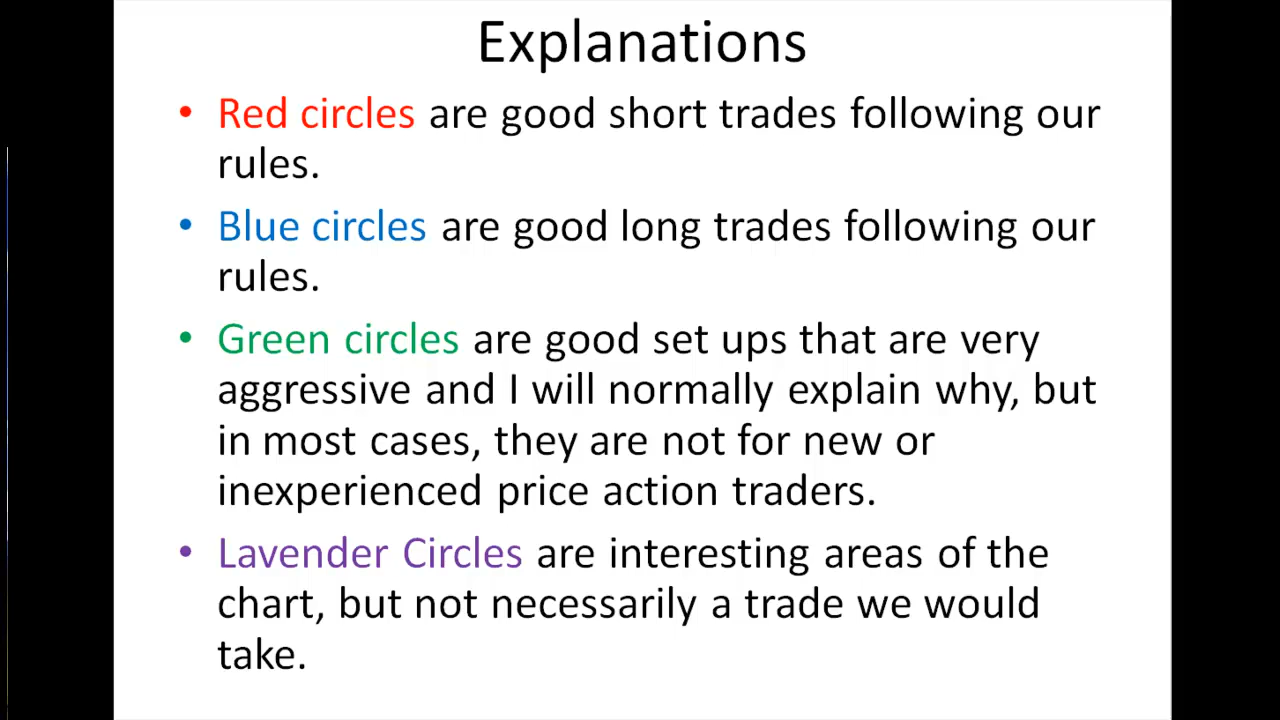 Explanations
• Red circles are good short trades following our
rules.
• Blue circles are good long trades following our
rules.
• Green circles are good set ups that are very
aggressive and I will normally explain why, but
in most cases, they are not for new or
inexperienced price action traders.
• Lavender Circles are interesting areas of the
chart, but not necessarily a trade we would
take.